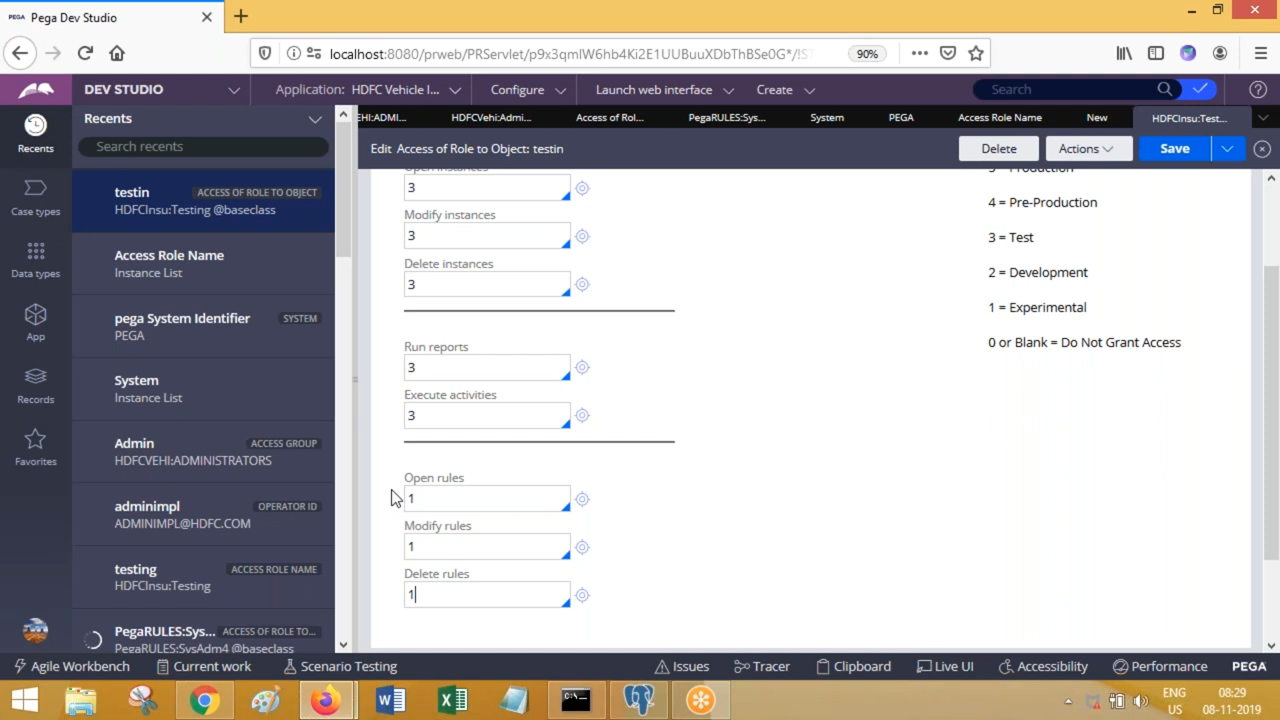 PEGA Pega Dev Studio
localhost:8080/prweb/PRServlet/p9x3qmlW6hb4Ki2E1UUBuuXDbThBSe0G*/!S
90%
DEV STUDIO
Application: HDFC Vehicle I...
Configure
Launch web interface
Create
Search
Recents
Recents
Search recents
Case types
Data types
App
Records
Favorites
testin ACCESS OF ROLE TO OBJECT
HDFCInsu:Testing @baseclass
Access Role Name
Instance List
pega System Identifier SYSTEM
PEGA
System
Instance List
Admin ACCESS GROUP
HDFCVEHI:ADMINISTRATORS
adminimpl OPERATOR ID
ADMINIMPL@HDFC.COM
testing ACCESS ROLE NAME
HDFCInsu:Testing
PegaRULES:Sys... ACCESS OF ROLE TO...
PegaRULES:SysAdm4 @baseclass
EHI:ADMI... HDFCVehi:Admi... Access of Rol... PegaRULES:Sys... System PEGA Access Role Name New HDFCInsu:Test...
Edit Access of Role to Object: testin
Delete Actions Save
Open instances
3
Modify instances
3
Delete instances
3
Run reports
3
Execute activities
3
Open rules
1
Modify rules
1
Delete rules
1
5 = Production
4 = Pre-Production
3 = Test
2 = Development
1 = Experimental
0 or Blank = Do Not Grant Access
Agile Workbench Current work Scenario Testing Issues Tracer Clipboard Live UI Accessibility Performance PEGA
ENG
US
08:29
08-11-2019